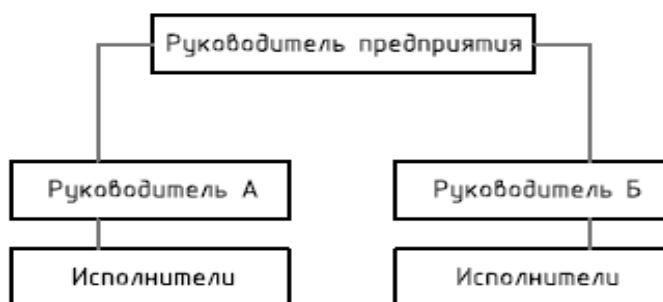 Руководитель предприятия
Руководитель А
Руководитель Б
Исполнители
Исполнители